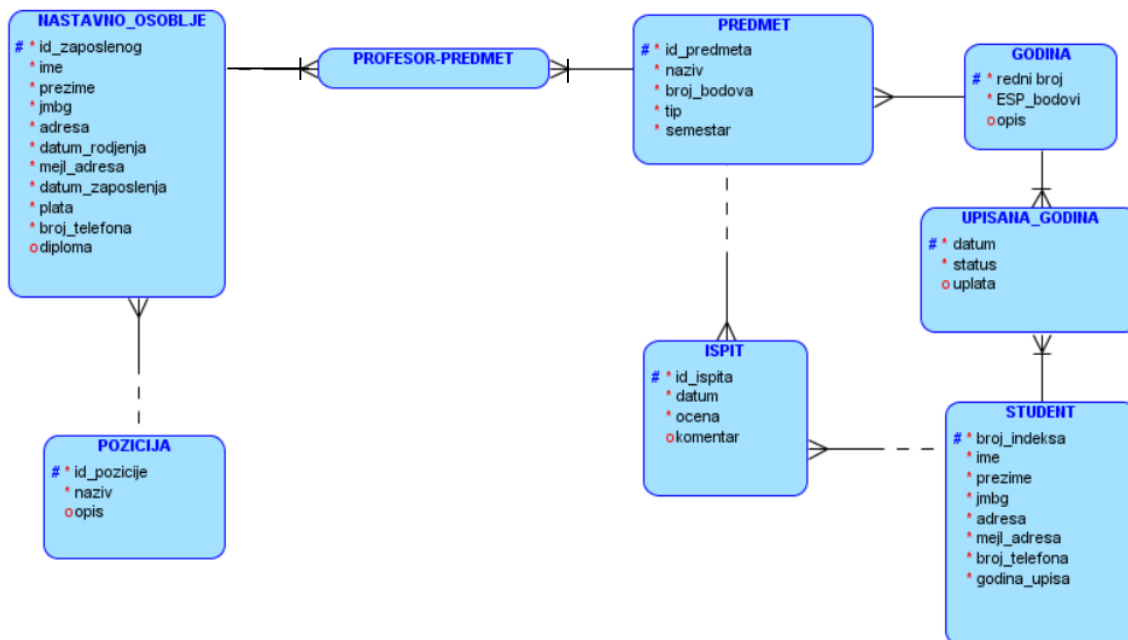 NASTAVNO_OSOBLJE
# * id_zaposlenog
* ime
* prezime
* jmbg
* adresa
* datum_rodjenja
* mejl_adresa
* datum_zaposlenja
* plata
* broj_telefona
o diploma
PROFESOR-PREDMET
PREDMET
# * id_predmeta
* naziv
* broj_bodova
* tip
* semestar
GODINA
# * redni broj
* ESP_bodovi
o opis
UPISANA_GODINA
# * datum
* status
o uplata
ISPIT
# * id_ispita
* datum
* ocena
o komentar
STUDENT
# * broj_indeksa
* ime
* prezime
* jmbg
* adresa
* mejl_adresa
* broj_telefona
* godina_upisa
POZICIJA
# * id_pozicije
* naziv
o opis